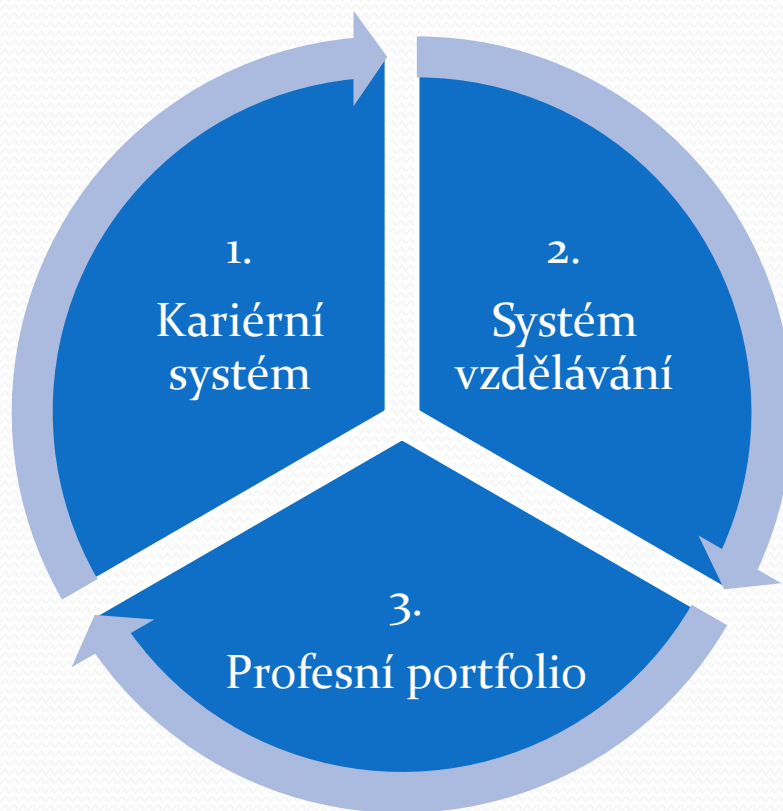 1.
Kariérní
systém
2.
Systém
vzdělávání
3.
Profesní portfolio